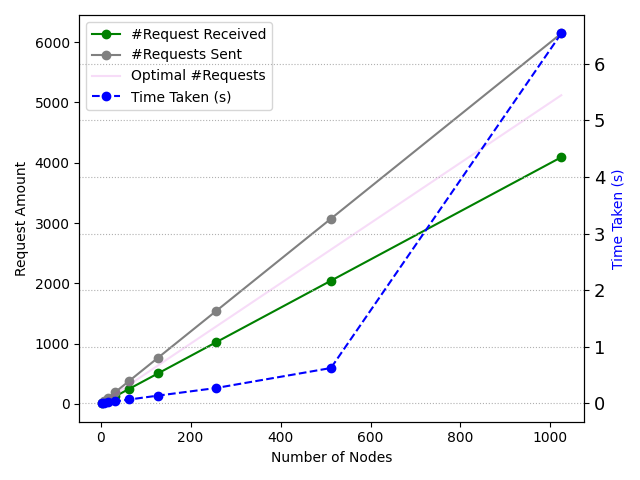 #Request Received
#Requests Sent
Optimal #Requests
Time Taken (s)
Request Amount
6000
5000
4000
3000
2000
1000
0
6
5
4
3
2
1
0
Time Taken (s)
0
200
400
600
800
1000
Number of Nodes